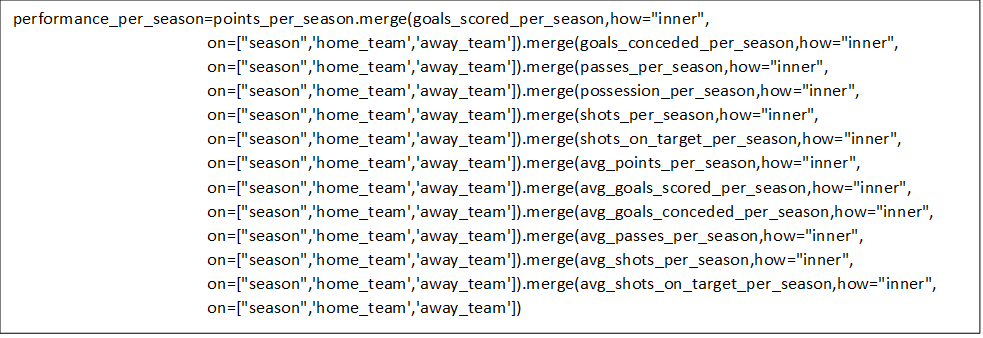 performance_per_season=points_per_season.merge(goals_scored_per_season,how="inner",
on=["season",'home_team','away_team']).merge(goals_conceded_per_season,how="inner",
on=["season",'home_team','away_team']).merge(passes_per_season,how="inner",
on=["season",'home_team','away_team']).merge(possession_per_season,how="inner",
on=["season",'home_team','away_team']).merge(shots_per_season,how="inner",
on=["season",'home_team','away_team']).merge(shots_on_target_per_season,how="inner",
on=["season",'home_team','away_team']).merge(avg_points_per_season,how="inner",
on=["season",'home_team','away_team']).merge(avg_goals_scored_per_season,how="inner",
on=["season",'home_team','away_team']).merge(avg_goals_conceded_per_season,how="inner",
on=["season",'home_team','away_team']).merge(avg_passes_per_season,how="inner",
on=["season",'home_team','away_team']).merge(avg_shots_per_season,how="inner",
on=["season",'home_team','away_team']).merge(avg_shots_on_target_per_season,how="inner",
on=["season",'home_team','away_team'])